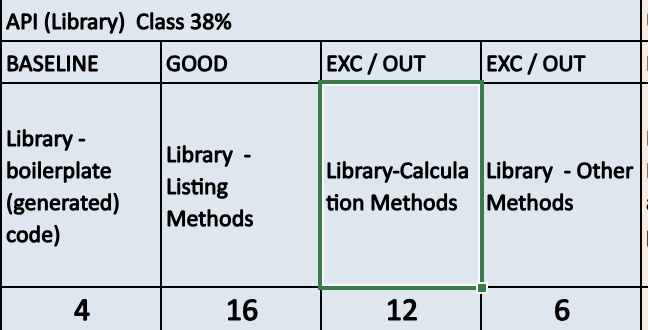 API (Library)  Class 38%
BASELINE
GOOD
EXC / OUT
EXC / OUT
Library -
boilerplate
(generated)
code)
Library  -
Listing
Methods
Library-Calcula
tion Methods
Library  - Other
Methods
4
16
12
6